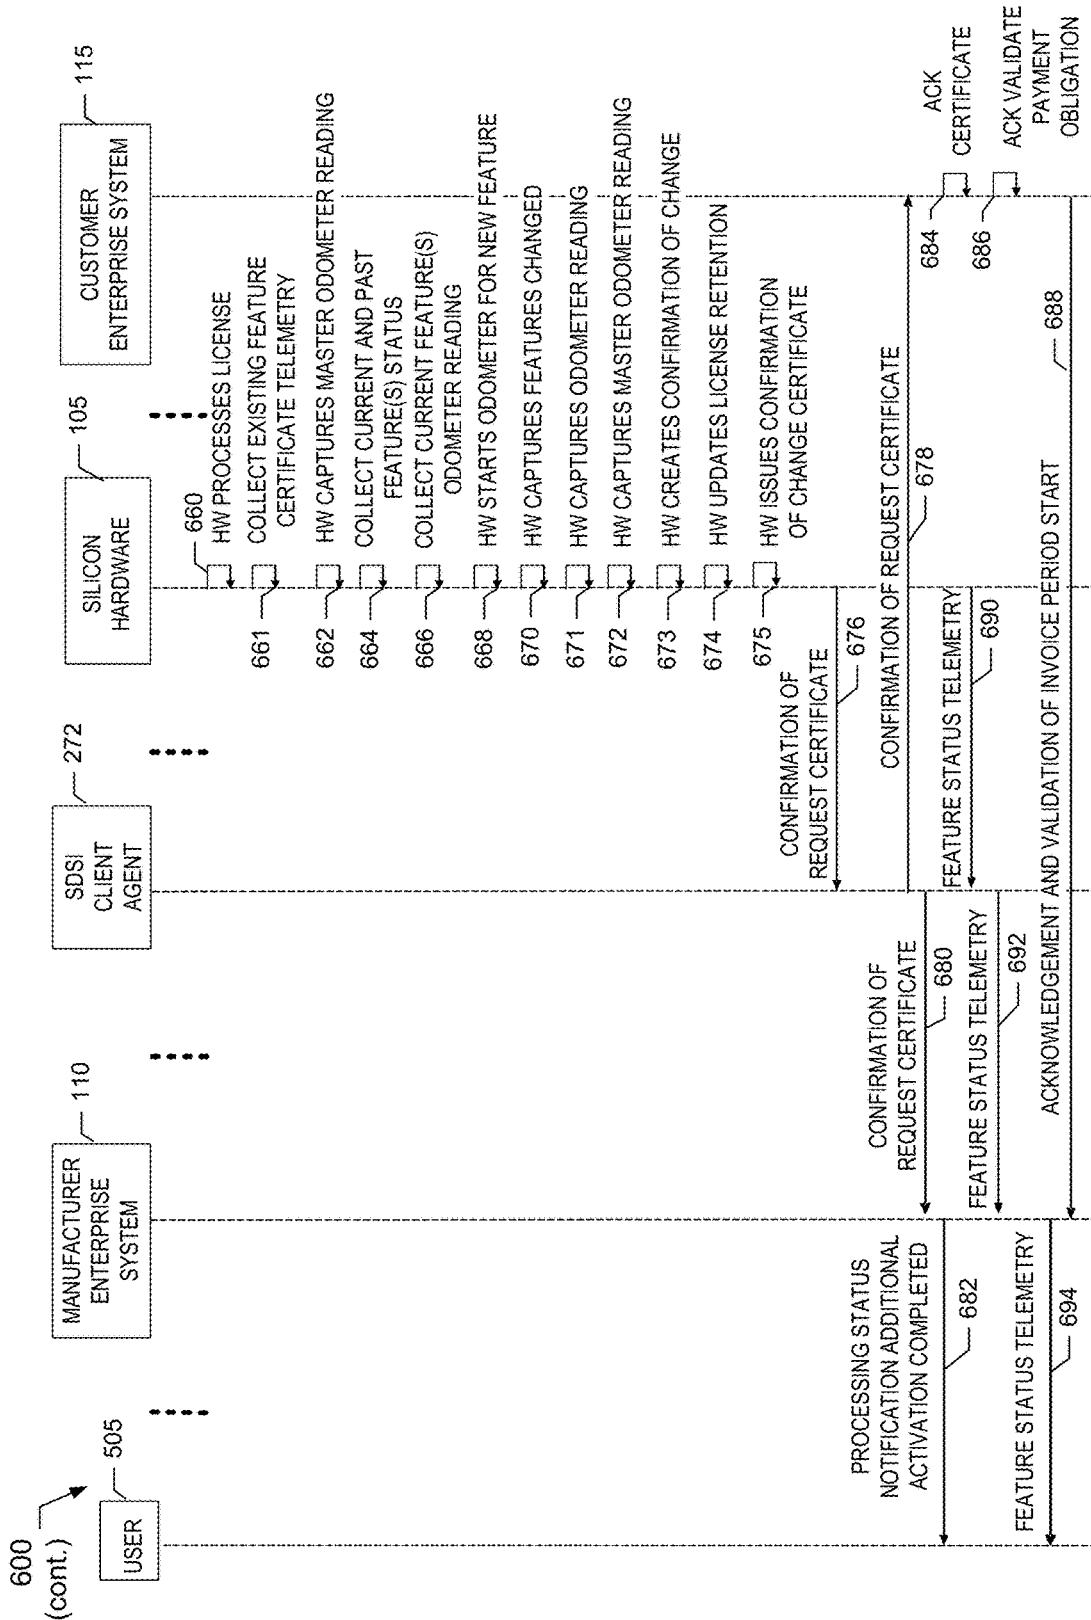 600
(cont.)
USER
505
MANUFACTURER
ENTERPRISE
SYSTEM
110
SDSI
CLIENT
AGENT
272
SILICON
HARDWARE
105
CUSTOMER
ENTERPRISE SYSTEM
115
660
HW PROCESSES LICENSE
661
COLLECT EXISTING FEATURE
CERTIFICATE TELEMETRY
662
HW CAPTURES MASTER ODOMETER READING
664
COLLECT CURRENT AND PAST
FEATURE(S) STATUS
666
COLLECT CURRENT FEATURE(S)
ODOMETER READING
668
HW STARTS ODOMETER FOR NEW FEATURE
670
HW CAPTURES FEATURES CHANGED
671
HW CAPTURES ODOMETER READING
672
HW CAPTURES MASTER ODOMETER READING
673
HW CREATES CONFIRMATION OF CHANGE
674
HW UPDATES LICENSE RETENTION
675
HW ISSUES CONFIRMATION
OF CHANGE CERTIFICATE
CONFIRMATION OF
REQUEST CERTIFICATE
676
CONFIRMATION OF REQUEST CERTIFICATE
678
CONFIRMATION OF
REQUEST CERTIFICATE
680
PROCESSING STATUS
NOTIFICATION ADDITIONAL
ACTIVATION COMPLETED
682
684
ACK
CERTIFICATE
686
ACK VALIDATE
PAYMENT
OBLIGATION
FEATURE STATUS TELEMETRY
690
FEATURE STATUS TELEMETRY
692
ACKNOWLEDGEMENT AND VALIDATION OF INVOICE PERIOD START
688
FEATURE STATUS TELEMETRY
694